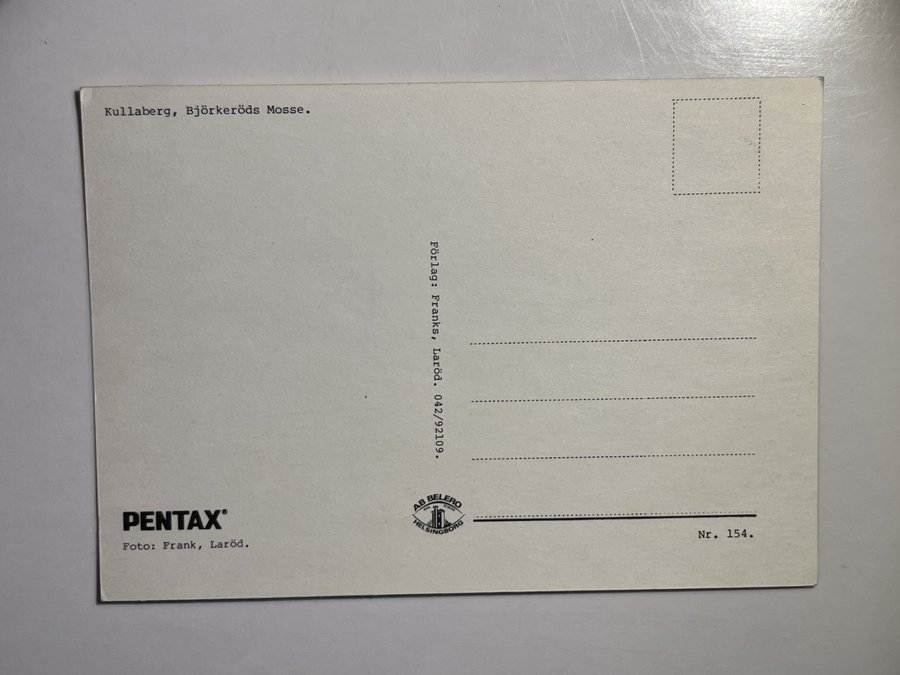 Kullaberg, Björkeröds Mosse.
Förlag: Franks, Laröd. 042/92109.
PENTAX®
Foto: Frank, Laröd.
AB BELERO
HELSINGBORG
Nr. 154.